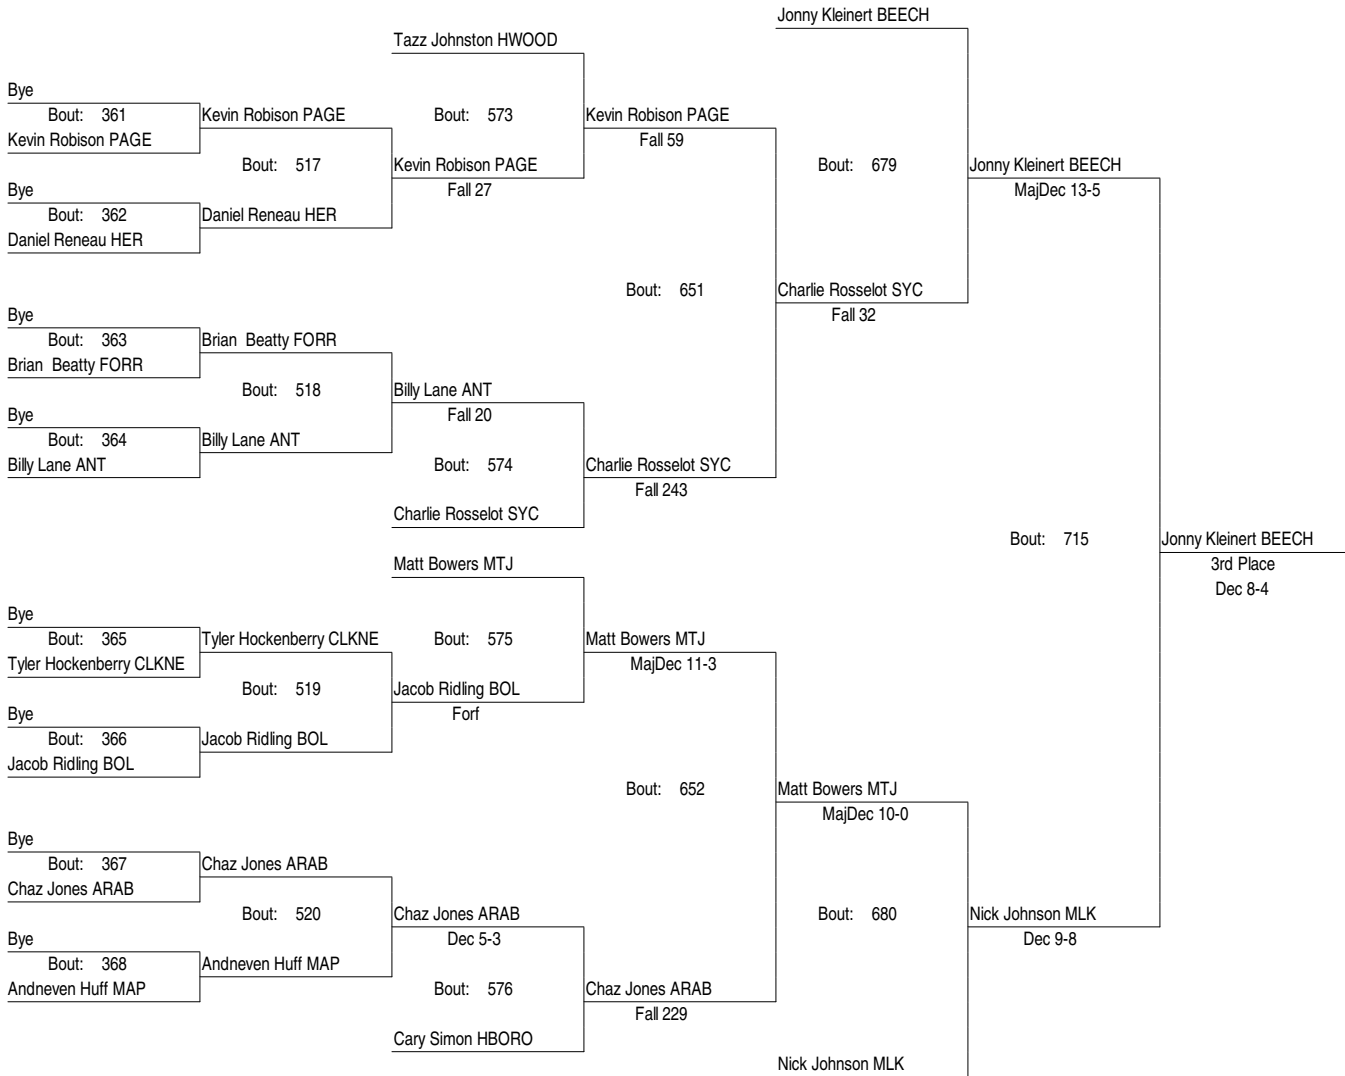 Jonny Kleinert BEECH
Tazz Johnston HWOOD
Bye
Bout: 361
Kevin Robison PAGE
Bout: 573
Kevin Robison PAGE
Kevin Robison PAGE
Fall 59
Bout: 517
Kevin Robison PAGE
Fall 27
Bout: 679
Jonny Kleinert BEECH
MajDec 13-5
Bye
Bout: 362
Daniel Reneau HER
Daniel Reneau HER
Bout: 651
Charlie Rosselot SYC
Fall 32
Bye
Bout: 363
Brian Beatty FORR
Brian Beatty FORR
Bout: 518
Billy Lane ANT
Fall 20
Bye
Bout: 364
Billy Lane ANT
Billy Lane ANT
Bout: 574
Charlie Rosselot SYC
Fall 243
Charlie Rosselot SYC
Bout: 715
Jonny Kleinert BEECH
3rd Place
Dec 8-4
Matt Bowers MTJ
Bye
Bout: 365
Tyler Hockenberry CLKNE
Bout: 575
Matt Bowers MTJ
MajDec 11-3
Tyler Hockenberry CLKNE
Bout: 519
Jacob Ridling BOL
Forf
Bye
Bout: 366
Jacob Ridling BOL
Jacob Ridling BOL
Bout: 652
Matt Bowers MTJ
MajDec 10-0
Bye
Bout: 367
Chaz Jones ARAB
Chaz Jones ARAB
Bout: 520
Chaz Jones ARAB
Dec 5-3
Bout: 680
Nick Johnson MLK
Dec 9-8
Bye
Bout: 368
Andneven Huff MAP
Andneven Huff MAP
Bout: 576
Chaz Jones ARAB
Fall 229
Cary Simon HBORO
Nick Johnson MLK